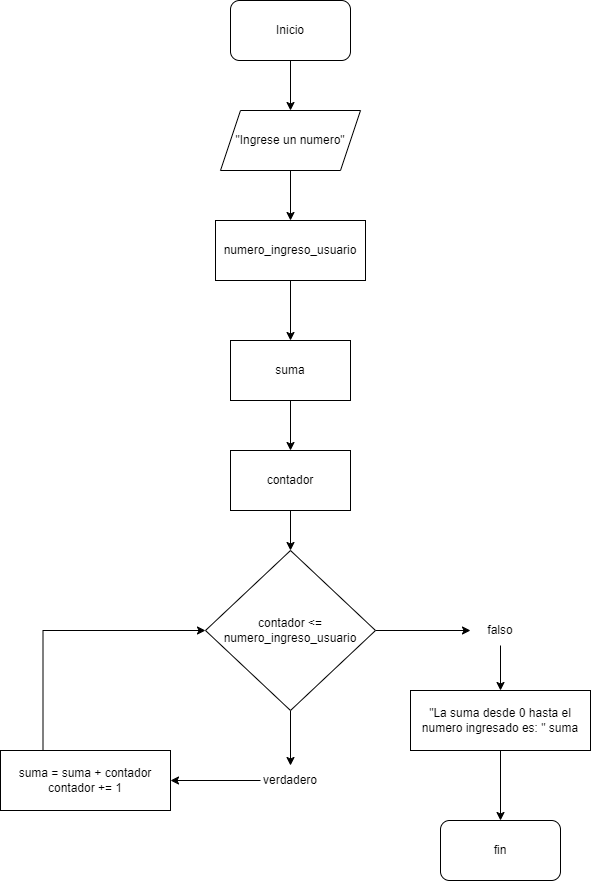 Inicio
"Ingrese un numero"
numero_ingreso_usuario
suma
contador
contador <=
numero_ingreso_usuario
falso
"La suma desde 0 hasta el
numero ingresado es: " suma
verdadero
suma = suma + contador
contador += 1
fin